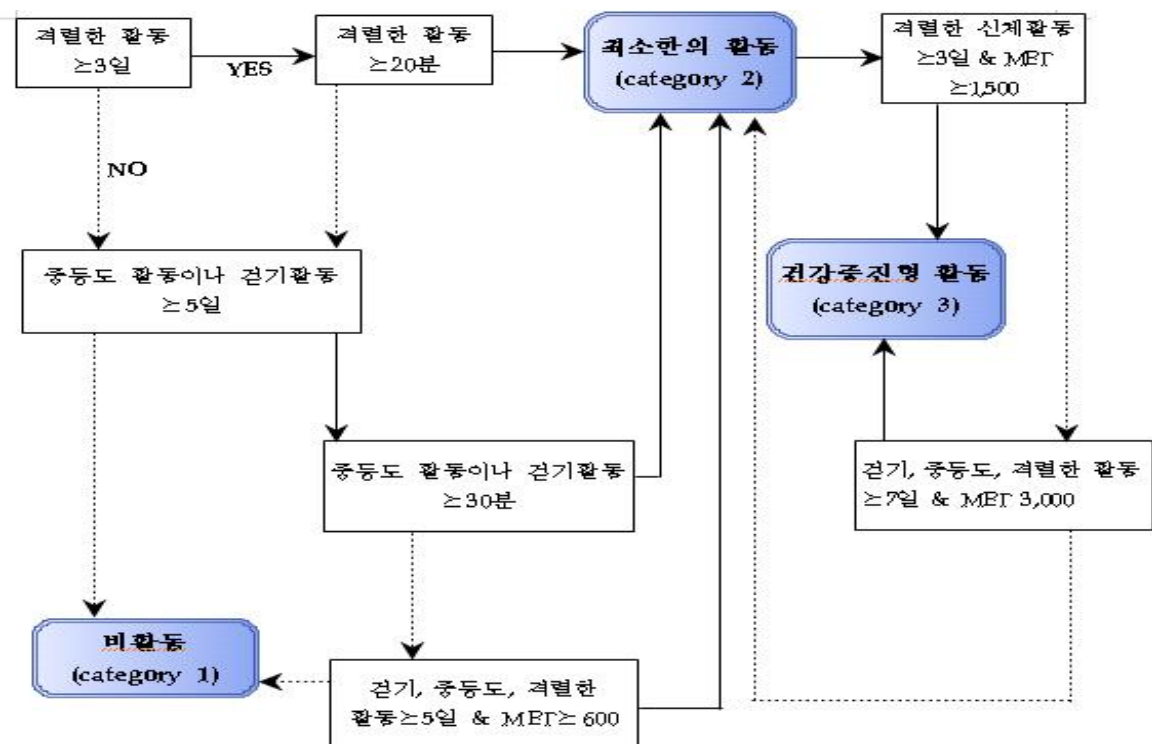 격렬한 활동
≥3일
YES
격렬한 활동
≥20분
최소한의 활동
(category 2)
격렬한 신체활동
≥3일 & MET
≥1,500
NO
중등도 활동이나 걷기활동
≥5일
건강증진형 활동
(category 3)
중등도 활동이나 걷기활동
≥30분
걷기, 중등도, 격렬한 활동
≥7일 & MET 3,000
비활동
(category 1)
걷기, 중등도, 격렬한
활동≥5일 & MET≥600